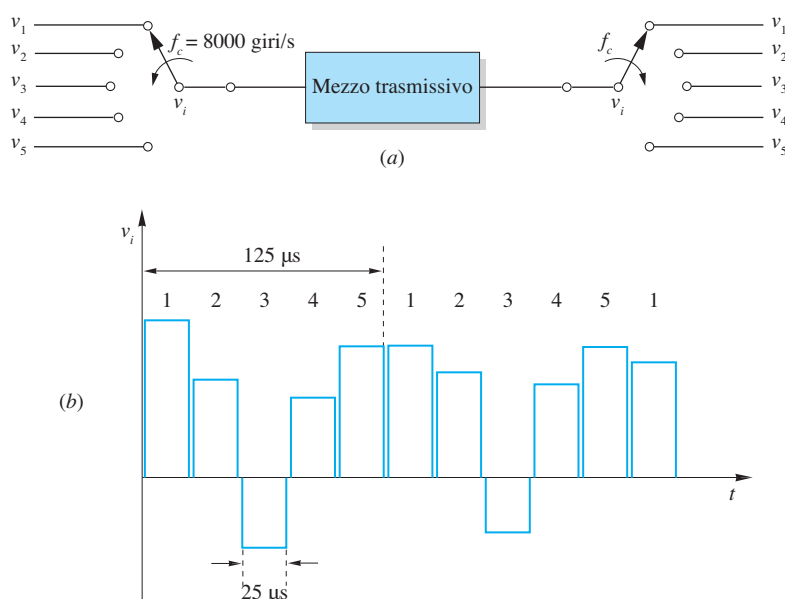 v1 fc = 8000 giri/s fc v1
v2 v2
v3 Mezzo trasmissivo v3
vi vi
v4 v4
v5 v5
(a)
vi
125 µs
1 2 3 4 5 1 2 3 4 5 1
(b)
t
25 µs